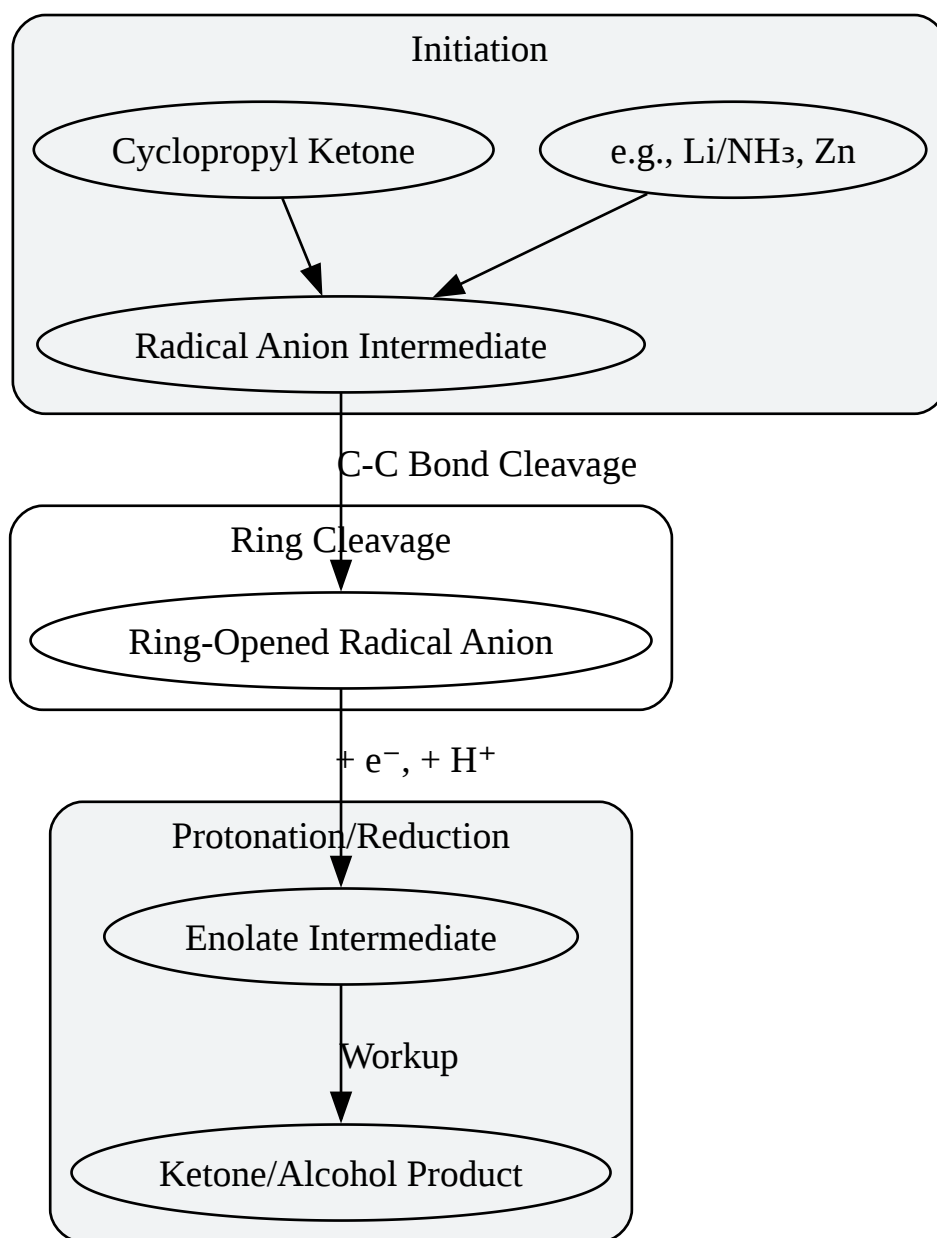 Initiation
Cyclopropyl Ketone
e.g., Li/NH₃, Zn
Radical Anion Intermediate
C-C Bond Cleavage
Ring Cleavage
Ring-Opened Radical Anion
+ e⁻, + H⁺
Protonation/Reduction
Enolate Intermediate
Workup
Ketone/Alcohol Product